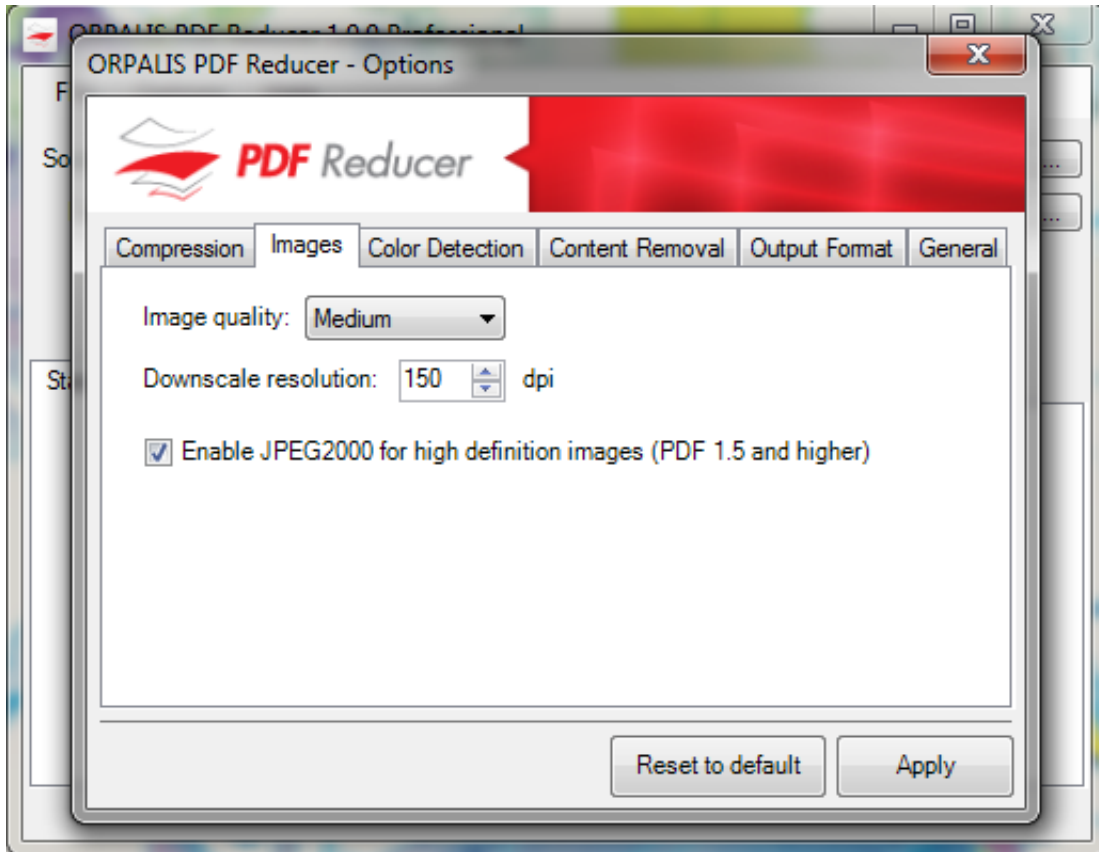 ORPALIS PDF Reducer - Options
PDF Reducer
Compression Images Color Detection Content Removal Output Format General
Image quality: Medium
Downscale resolution: 150 dpi
Enable JPEG2000 for high definition images (PDF 1.5 and higher)
Reset to default Apply